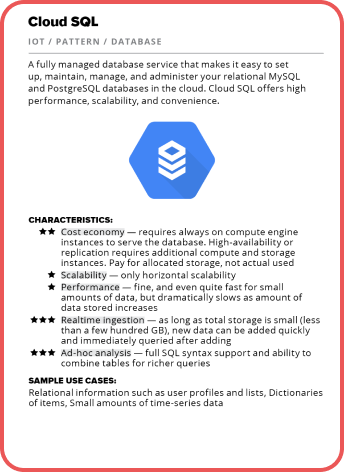 Cloud SQL
IOT / PATTERN / DATABASE
A fully managed database service that makes it easy to set
up, maintain, manage, and administer your relational MySQL
and PostgreSQL databases in the cloud. Cloud SQL offers high
performance, scalability, and convenience.
CHARACTERISTICS:
★★ Cost economy — requires always on compute engine
instances to serve the database. High-availability or
replication requires additional compute and storage
instances. Pay for allocated storage, not actual used
★ Scalability — only horizontal scalability
★ Performance — fine, and even quite fast for small
amounts of data, but dramatically slows as amount of
data stored increases
★★★ Realtime ingestion — as long as total storage is small (less
than a few hundred GB), new data can be added quickly
and immediately queried after adding
★★★ Ad-hoc analysis — full SQL syntax support and ability to
combine tables for richer queries
SAMPLE USE CASES:
Relational information such as user profiles and lists, Dictionaries
of items, Small amounts of time-series data